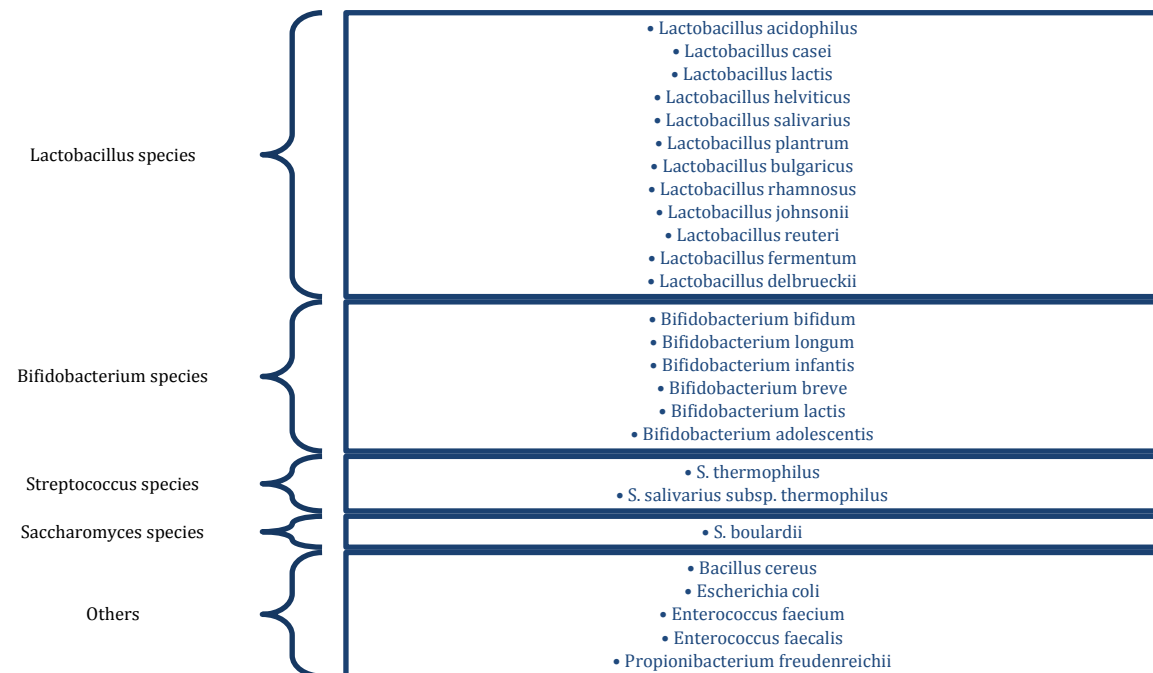 Lactobacillus species
• Lactobacillus acidophilus
• Lactobacillus casei
• Lactobacillus lactis
• Lactobacillus helviticus
• Lactobacillus salivarius
• Lactobacillus plantrum
• Lactobacillus bulgaricus
• Lactobacillus rhamnosus
• Lactobacillus johnsonii
• Lactobacillus reuteri
• Lactobacillus fermentum
• Lactobacillus delbrueckii
Bifidobacterium species
• Bifidobacterium bifidum
• Bifidobacterium longum
• Bifidobacterium infantis
• Bifidobacterium breve
• Bifidobacterium lactis
• Bifidobacterium adolescentis
Streptococcus species
• S. thermophilus
• S. salivarius subsp. thermophilus
Saccharomyces species
• S. boulardii
Others
• Bacillus cereus
• Escherichia coli
• Enterococcus faecium
• Enterococcus faecalis
• Propionibacterium freudenreichii